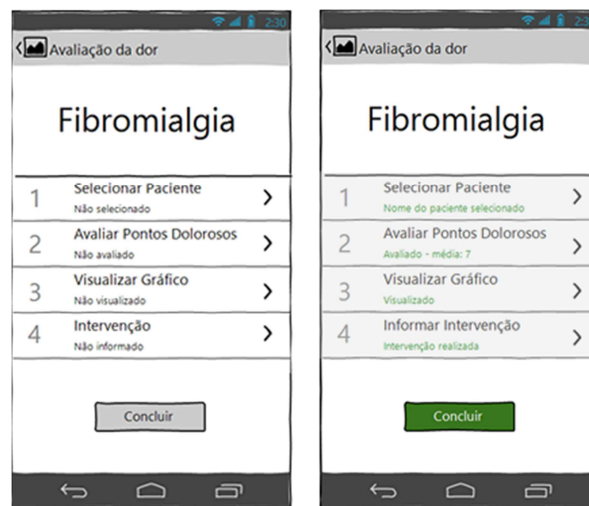 2:30
Avaliação da dor
Fibromialgia
1
Selecionar Paciente
Não selecionado
2
Avaliar Pontos Dolorosos
Não avaliado
3
Visualizar Gráfico
Não visualizado
4
Intervenção
Não informado
Concluir
2:3
Avaliação da dor
Fibromialgia
1
Selecionar Paciente
Nome do paciente selecionado
2
Avaliar Pontos Dolorosos
Avaliado - média: 7
3
Visualizar Gráfico
Visualizado
4
Informar Intervenção
Intervenção realizada
Concluir